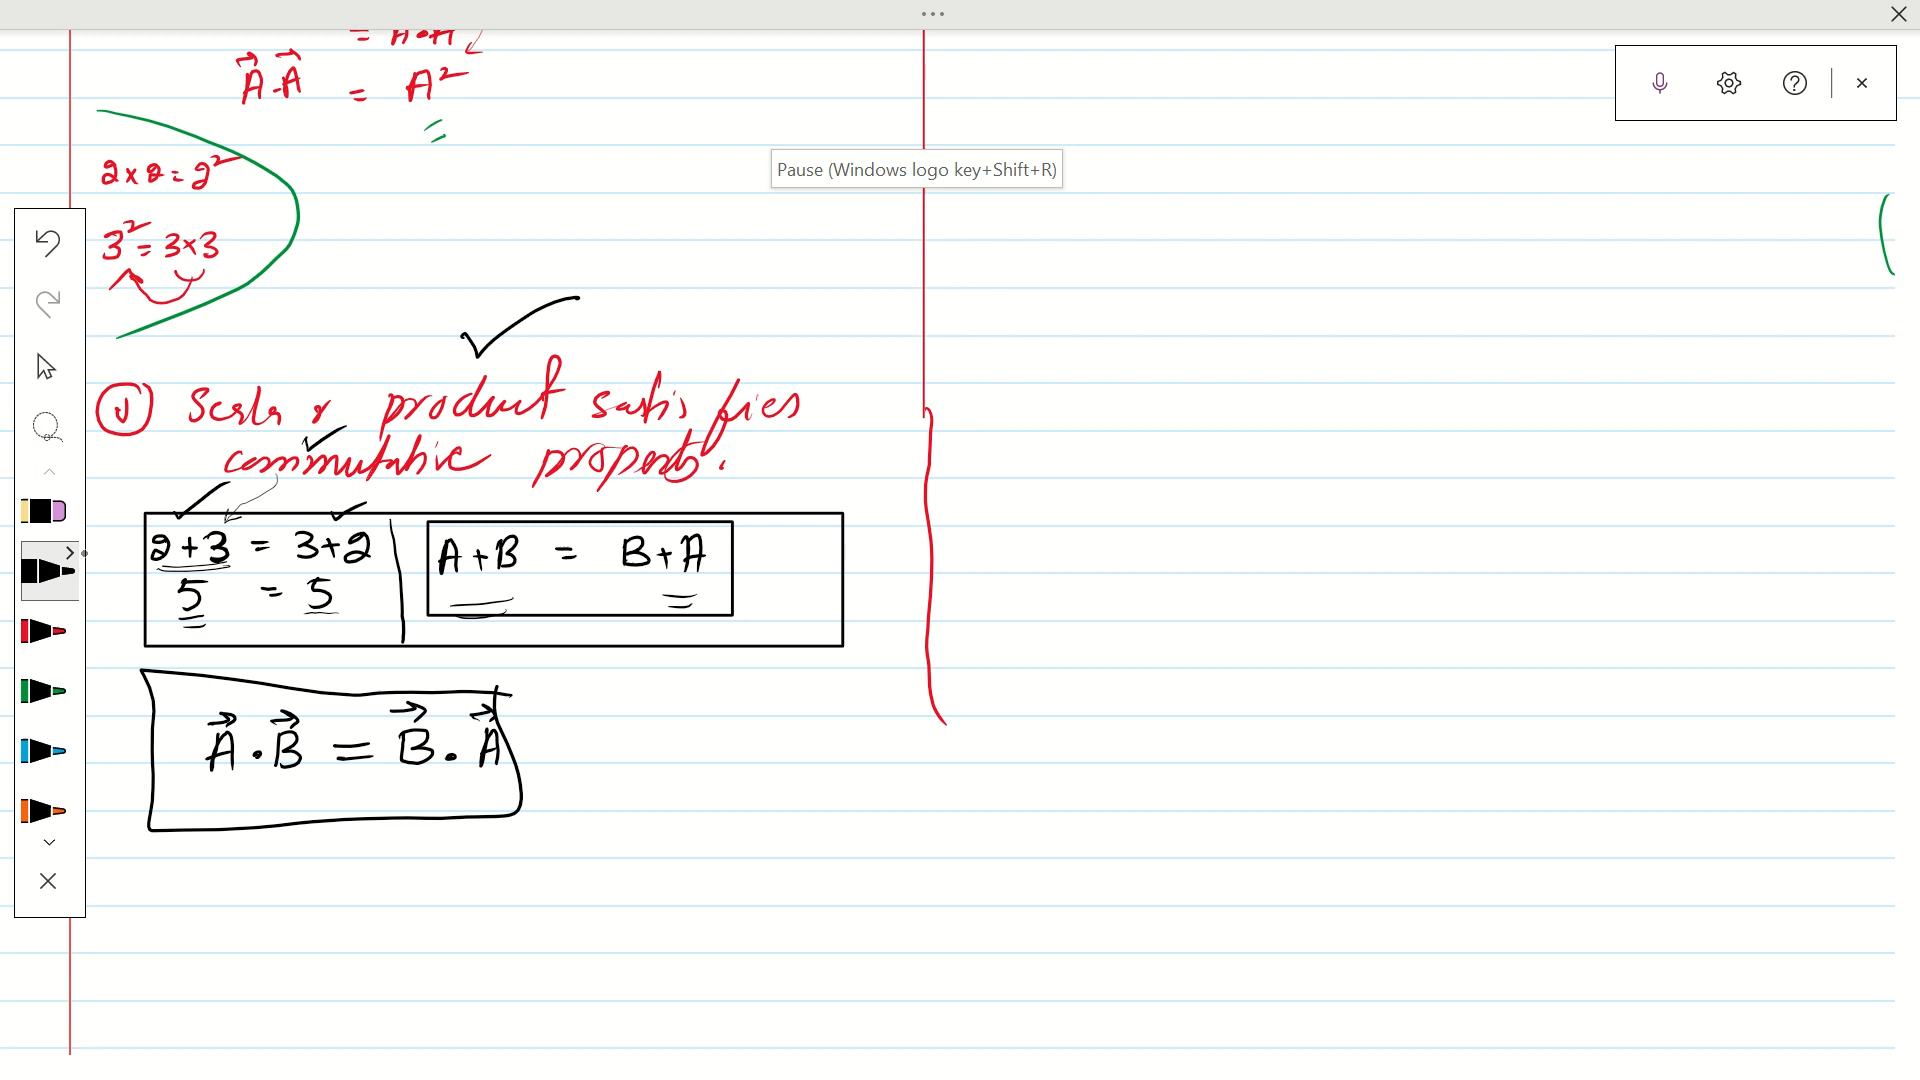 = A.A
A⃗.A⃗ = A²
Pause (Windows logo key+Shift+R)
2×2=2²
3²=3×3
Scalar product satisfies
commutative property.
2+3 = 3+2
5 = 5
A+B = B+A
A⃗.B⃗ = B⃗.A⃗